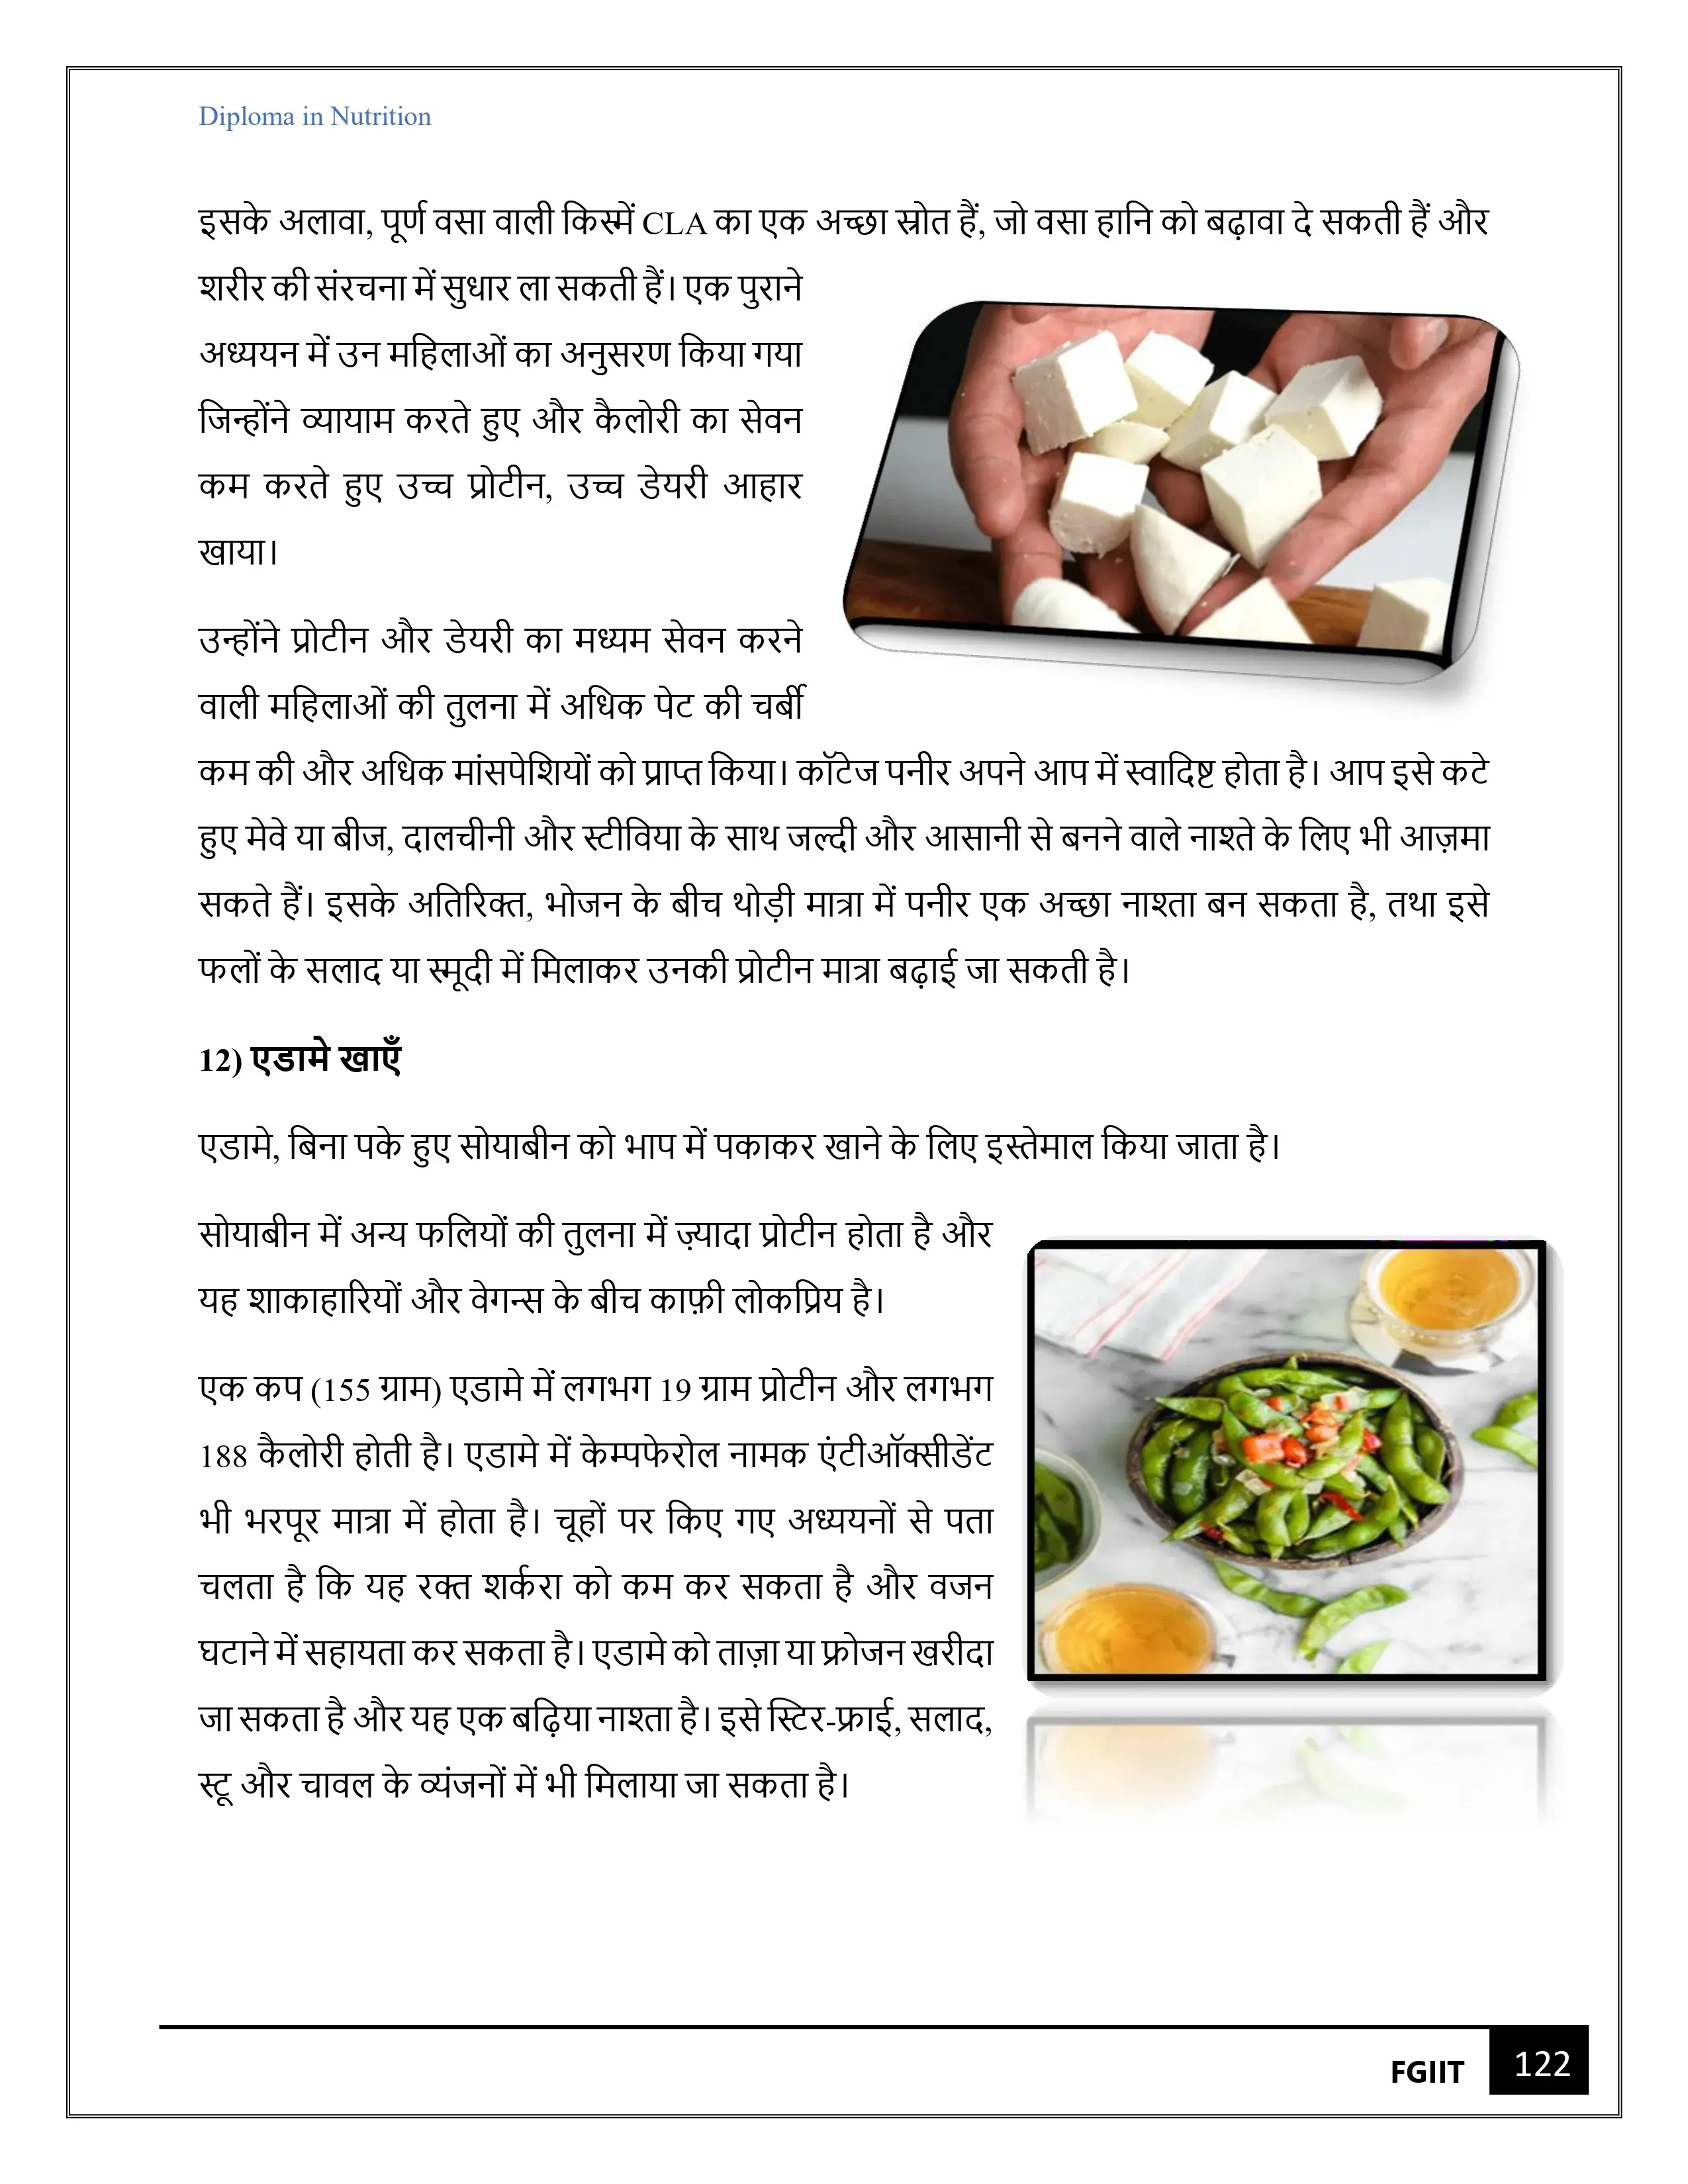 Diploma in Nutrition
इसके अलावा, पूर्ण वसा वाली किस्में CLA का एक अच्छा स्रोत हैं, जो वसा हानि को बढ़ावा दे सकती हैं और
शरीर की संरचना में सुधार ला सकती हैं। एक पुराने
अध्ययन में उन महिलाओं का अनुसरण किया गया
जिन्होंने व्यायाम करते हुए और कैलोरी का सेवन
कम करते हुए उच्च प्रोटीन, उच्च डेयरी आहार
खाया।
उन्होंने प्रोटीन और डेयरी का मध्यम सेवन करने
वाली महिलाओं की तुलना में अधिक पेट की चर्बी
कम की और अधिक मांसपेशियों को प्राप्त किया। कॉटेज पनीर अपने आप में स्वादिष्ट होता है। आप इसे कटे
हुए मेवे या बीज, दालचीनी और स्टीविया के साथ जल्दी और आसानी से बनने वाले नाश्ते के लिए भी आज़मा
सकते हैं। इसके अतिरिक्त, भोजन के बीच थोड़ी मात्रा में पनीर एक अच्छा नाश्ता बन सकता है, तथा इसे
फलों के सलाद या स्मूदी में मिलाकर उनकी प्रोटीन मात्रा बढ़ाई जा सकती है।
12) एडामे खाएँ
एडामे, बिना पके हुए सोयाबीन को भाप में पकाकर खाने के लिए इस्तेमाल किया जाता है।
सोयाबीन में अन्य फलियों की तुलना में ज़्यादा प्रोटीन होता है और
यह शाकाहारियों और वेगन्स के बीच काफ़ी लोकप्रिय है।
एक कप (155 ग्राम) एडामे में लगभग 19 ग्राम प्रोटीन और लगभग
188 कैलोरी होती है। एडामे में केम्पफेरोल नामक एंटीऑक्सीडेंट
भी भरपूर मात्रा में होता है। चूहों पर किए गए अध्ययनों से पता
चलता है कि यह रक्त शर्करा को कम कर सकता है और वजन
घटाने में सहायता कर सकता है। एडामे को ताज़ा या फ्रोजन खरीदा
जा सकता है और यह एक बढ़िया नाश्ता है। इसे स्टिर-फ्राई, सलाद,
स्टू और चावल के व्यंजनों में भी मिलाया जा सकता है।
FGIIT 122